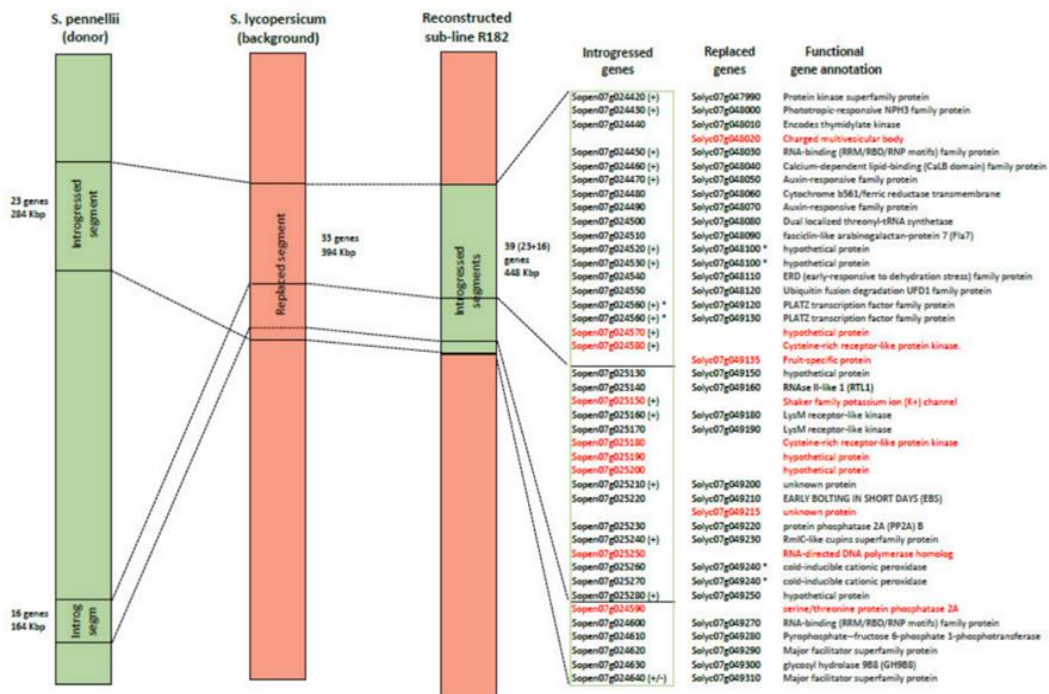 S. pennellii
(donor)
S. lycopersicum
(background)
Reconstructed
sub-line R182
Introgressed
genes
Replaced
genes
Functional
gene annotation
23 genes
284 Kbp
Introgressed
segment
Replaced segment
33 genes
394 Kbp
Introgressed
segments
39 (23+16)
genes
448 Kbp
16 genes
164 Kbp
Introg
segm
Sopen07g024420 (+) Solyc07g047990 Protein kinase superfamily protein
Sopen07g024430 (+) Solyc07g048000 Phototropic-responsive NPH3 family protein
Sopen07g024440 Solyc07g048010 Encodes thymidylate kinase
Solyc07g048020 Charged multivesicular body
Sopen07g024450 (+) Solyc07g048030 RNA-binding (RRM/RBD/RNP motifs) family protein
Sopen07g024460 (+) Solyc07g048040 Calcium-dependent lipid-binding (CaLB domain) family protein
Sopen07g024470 (+) Solyc07g048050 Auxin-responsive family protein
Sopen07g024480 Solyc07g048060 Cytochrome b561/ferric reductase transmembrane
Sopen07g024490 Solyc07g048070 Auxin-responsive family protein
Sopen07g024500 Solyc07g048080 Dual localized threonyl-tRNA synthetase
Sopen07g024510 Solyc07g048090 fasciclin-like arabinogalactan-protein 7 (Fla7)
Sopen07g024520 (+) Solyc07g048100 * hypothetical protein
Sopen07g024530 (+) Solyc07g048100 * hypothetical protein
Sopen07g024540 Solyc07g048110 ERD (early-responsive to dehydration stress) family protein
Sopen07g024550 Solyc07g048120 Ubiquitin fusion degradation UFD1 family protein
Sopen07g024560 (+) * Solyc07g049120 PLATZ transcription factor family protein
Sopen07g024560 (+) * Solyc07g049130 PLATZ transcription factor family protein
Sopen07g024570 (+) hypothetical protein
Sopen07g024580 (+) Cysteine-rich receptor-like protein kinase.
Solyc07g049135 Fruit-specific protein
Sopen07g025130 Solyc07g049150 hypothetical protein
Sopen07g025140 Solyc07g049160 RNAse II-like 1 (RTL1)
Sopen07g025150 (+) Shaker family potassium ion (K+) channel
Sopen07g025160 (+) Solyc07g049180 LysM receptor-like kinase
Sopen07g025170 Solyc07g049190 LysM receptor-like kinase
Sopen07g025180 Cysteine-rich receptor-like protein kinase
Sopen07g025190 hypothetical protein
Sopen07g025200 hypothetical protein
Sopen07g025210 (+) Solyc07g049200 unknown protein
Sopen07g025220 Solyc07g049210 EARLY BOLTING IN SHORT DAYS (EBS)
Solyc07g049215 unknown protein
Sopen07g025230 Solyc07g049220 protein phosphatase 2A (PP2A) B
Sopen07g025240 (+) Solyc07g049230 RmlC-like cupins superfamily protein
Sopen07g025250 RNA-directed DNA polymerase homolog
Sopen07g025260 Solyc07g049240 * cold-inducible cationic peroxidase
Sopen07g025270 Solyc07g049240 * cold-inducible cationic peroxidase
Sopen07g025280 (+) Solyc07g049250 hypothetical protein
Sopen07g024590 serine/threonine protein phosphatase 2A
Sopen07g024600 Solyc07g049270 RNA-binding (RRM/RBD/RNP motifs) family protein
Sopen07g024610 Solyc07g049280 Pyrophosphate--fructose 6-phosphate 1-phosphotransferase
Sopen07g024620 Solyc07g049290 Major facilitator superfamily protein
Sopen07g024630 Solyc07g049300 glycosyl hydrolase 9B8 (GH9B8)
Sopen07g024640 (+/-) Solyc07g049310 Major facilitator superfamily protein